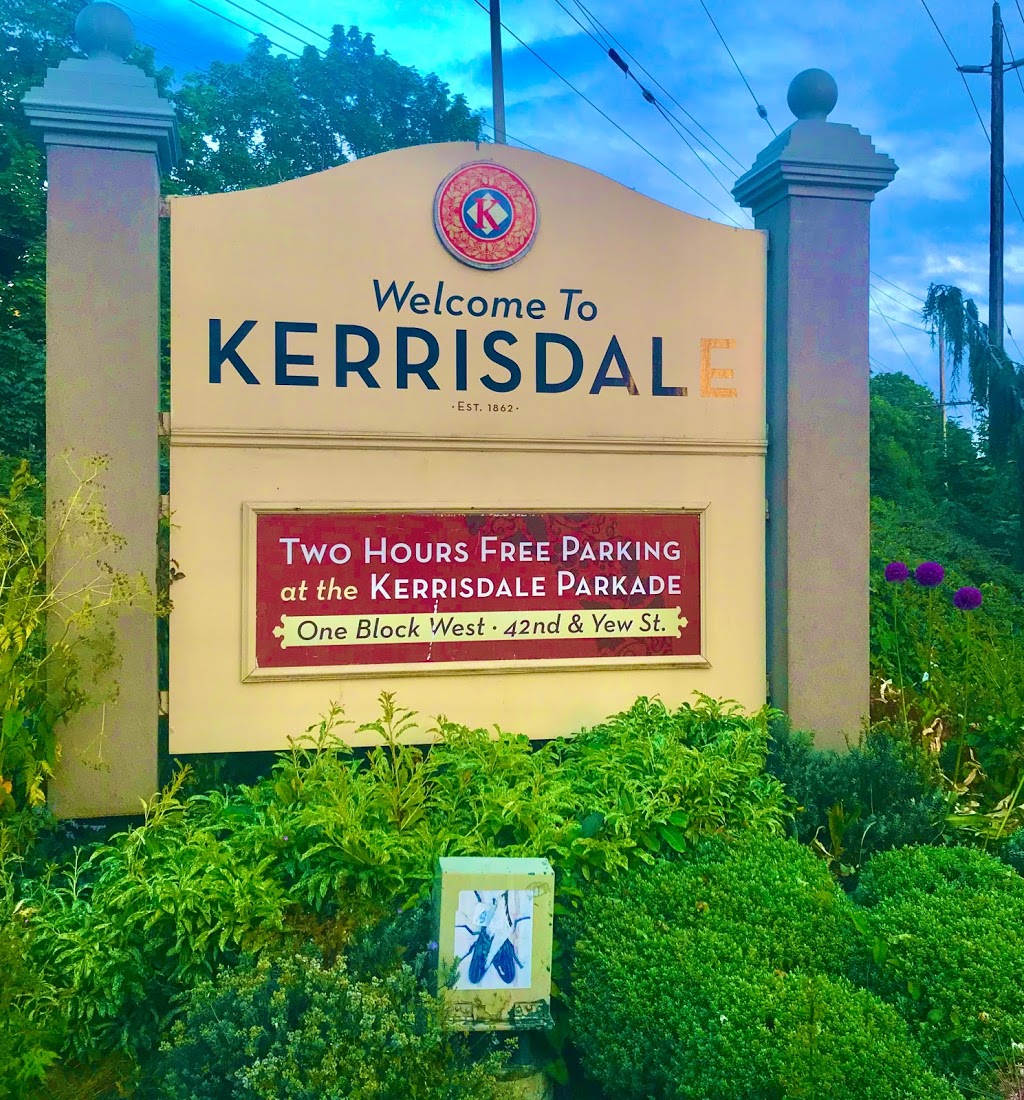 K
Welcome To
KERRISDALE
·EST. 1862·
TWO HOURS FREE PARKING
at the KERRISDALE PARKADE
One Block West · 42nd & Yew St.